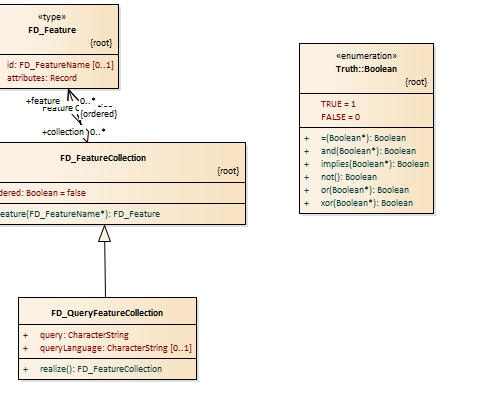 «type»
FD_Feature
{root}
id: FD_FeatureName [0..1]
attributes: Record
+feature 0..*
{ordered}
+collection 0..*
FD_FeatureCollection
{root}
dered: Boolean = false
eature(FD_FeatureName*): FD_Feature
FD_QueryFeatureCollection
+ query: CharacterString
+ queryLanguage: CharacterString [0..1]
+ realize(): FD_FeatureCollection
«enumeration»
Truth::Boolean
{root}
TRUE = 1
FALSE = 0
+ =(Boolean*): Boolean
+ and(Boolean*): Boolean
+ implies(Boolean*): Boolean
+ not(): Boolean
+ or(Boolean*): Boolean
+ xor(Boolean*): Boolean